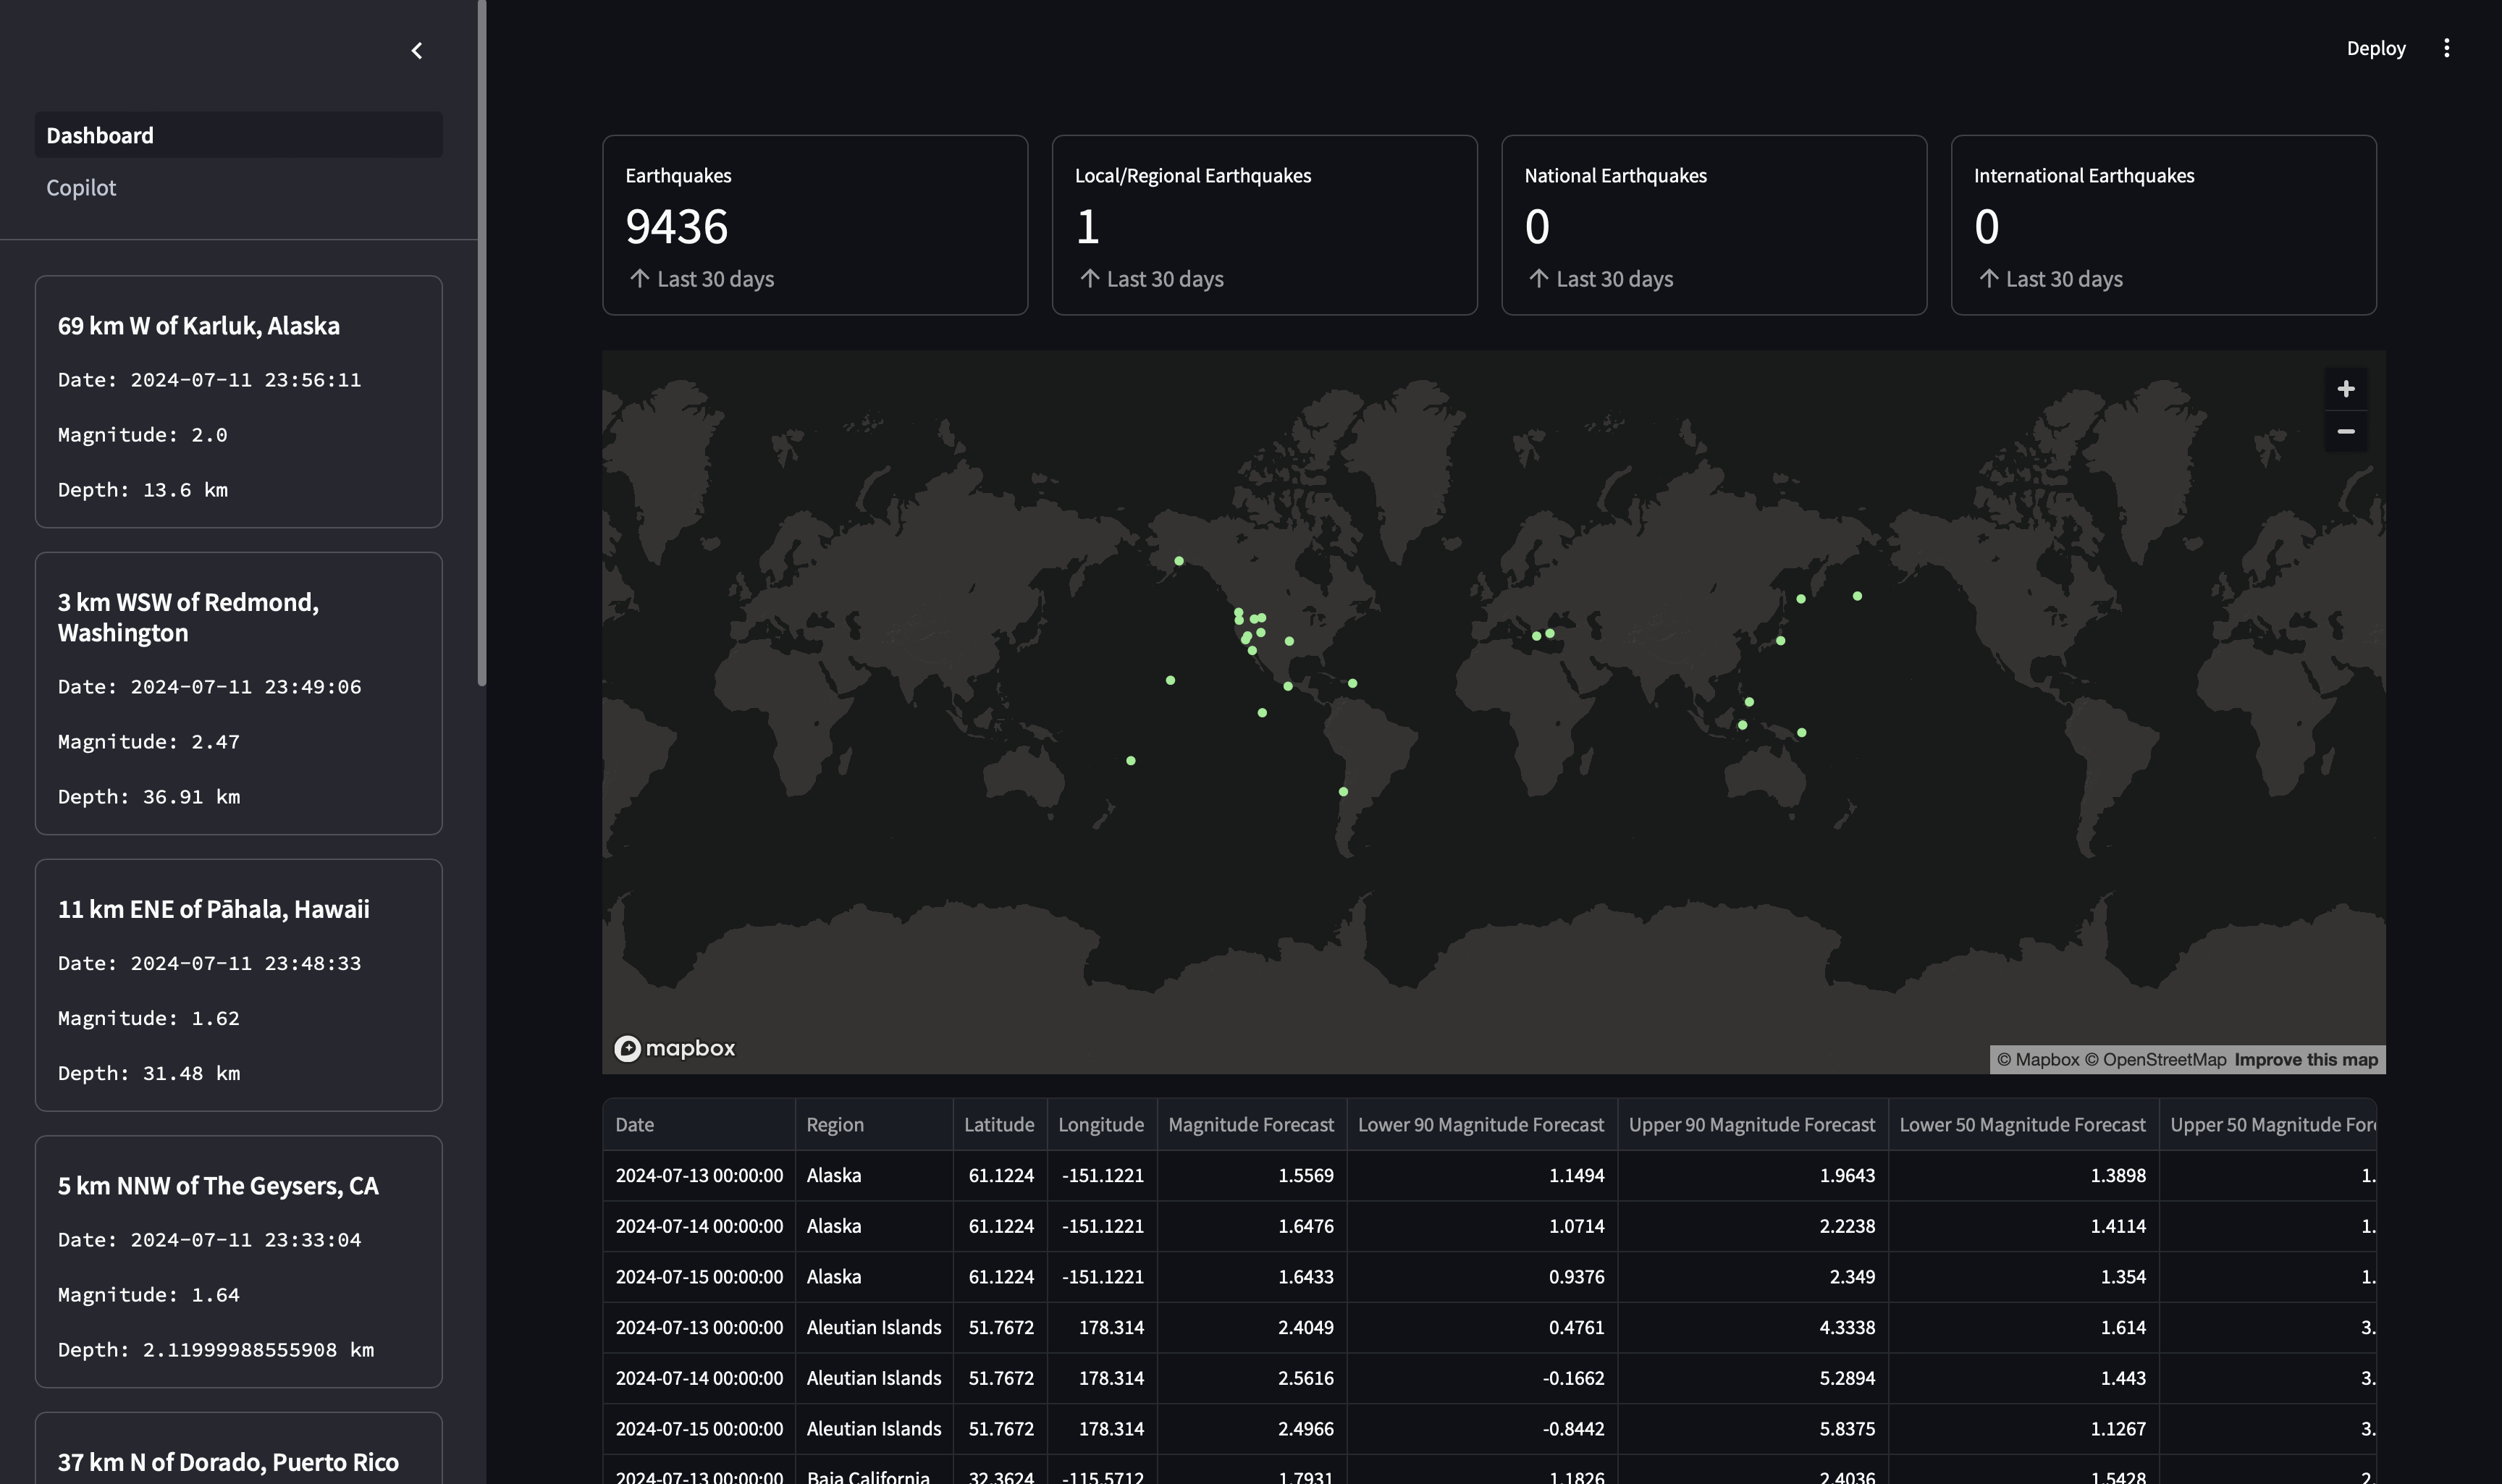 Dashboard
Copilot
69 km W of Karluk, Alaska
Date: 2024-07-11 23:56:11
Magnitude: 2.0
Depth: 13.6 km
3 km WSW of Redmond,
Washington
Date: 2024-07-11 23:49:06
Magnitude: 2.47
Depth: 36.91 km
11 km ENE of Pāhala, Hawaii
Date: 2024-07-11 23:48:33
Magnitude: 1.62
Depth: 31.48 km
5 km NNW of The Geysers, CA
Date: 2024-07-11 23:33:04
Magnitude: 1.64
Depth: 2.11999988555908 km
37 km N of Dorado, Puerto Rico
Deploy
Earthquakes
9436
Last 30 days
Local/Regional Earthquakes
1
Last 30 days
National Earthquakes
0
Last 30 days
International Earthquakes
0
Last 30 days
mapbox
© Mapbox © OpenStreetMap Improve this map
Date Region Latitude Longitude Magnitude Forecast Lower 90 Magnitude Forecast Upper 90 Magnitude Forecast Lower 50 Magnitude Forecast Upper 50 Magnitude For
2024-07-13 00:00:00 Alaska 61.1224 -151.1221 1.5569 1.1494 1.9643 1.3898 1.
2024-07-14 00:00:00 Alaska 61.1224 -151.1221 1.6476 1.0714 2.2238 1.4114 1.
2024-07-15 00:00:00 Alaska 61.1224 -151.1221 1.6433 0.9376 2.349 1.354 1.
2024-07-13 00:00:00 Aleutian Islands 51.7672 178.314 2.4049 0.4761 4.3338 1.614 3.
2024-07-14 00:00:00 Aleutian Islands 51.7672 178.314 2.5616 -0.1662 5.2894 1.443 3.
2024-07-15 00:00:00 Aleutian Islands 51.7672 178.314 2.4966 -0.8442 5.8375 1.1267 3.
2024-07-13 00:00:00 Baja California 32.3624 -115.5712 1.7931 1.1826 2.4036 1.5428 2.